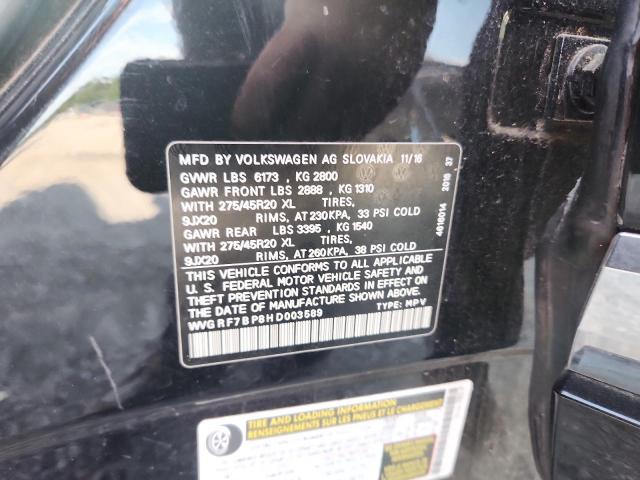 MFD BY VOLKSWAGEN AG SLOVAKIA 11/16
GVWR LBS 6173 , KG 2800
GAWR FRONT LBS 2888 , KG 1310
WITH 275/45R20 XL TIRES,
9JX20 RIMS, AT 230KPA, 33 PSI COLD
GAWR REAR LBS 3395 , KG 1540
WITH 275/45R20 XL TIRES,
9JX20 RIMS, AT 260KPA, 38 PSI COLD
THIS VEHICLE CONFORMS TO ALL APPLICABLE
U. S. FEDERAL MOTOR VEHICLE SAFETY AND
THEFT PREVENTION STANDARDS IN EFFECT ON
THE DATE OF MANUFACTURE SHOWN ABOVE.
WVGRF7BP8HD003589 TYPE: MPV
4616014 2016 37
TIRE AND LOADING INFORMATION
RENSEIGNEMENTS SUR LES PNEUS ET LE CHARGEMENT